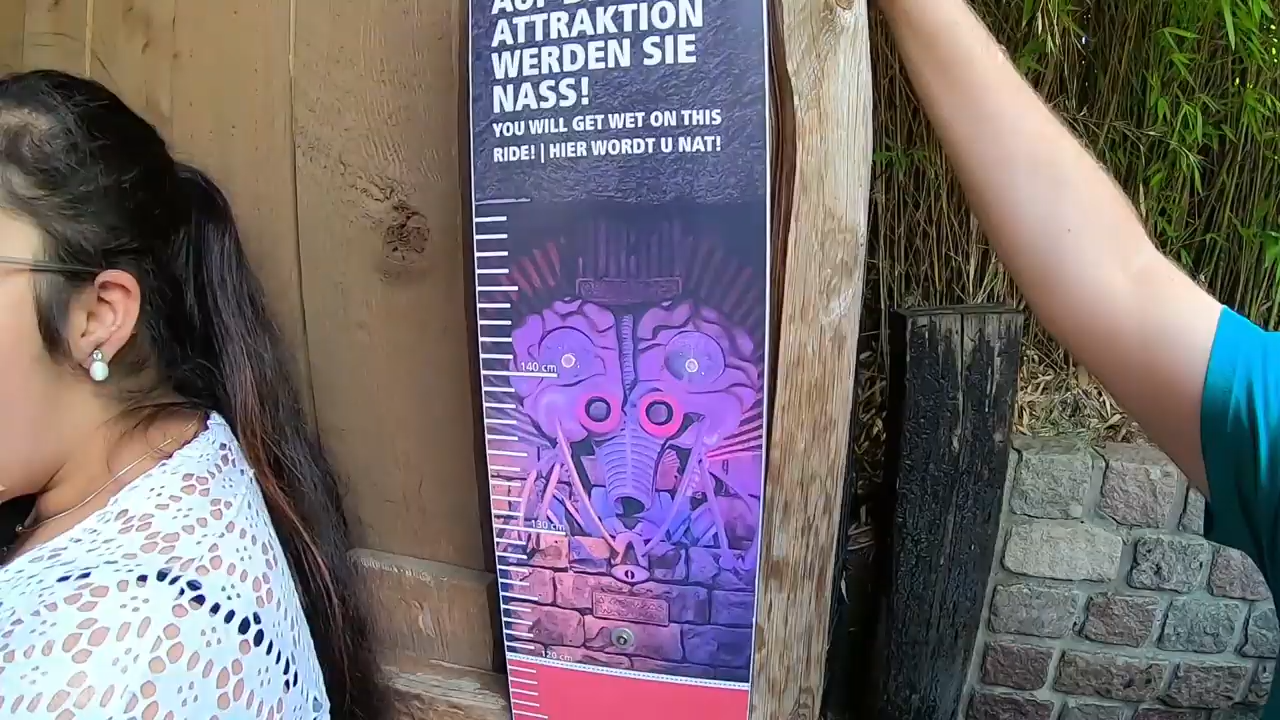 AUF
ATTRAKTION
WERDEN SIE
NASS!
YOU WILL GET WET ON THIS
RIDE! | HIER WORDT U NAT!
140 cm
130 cm
120 cm